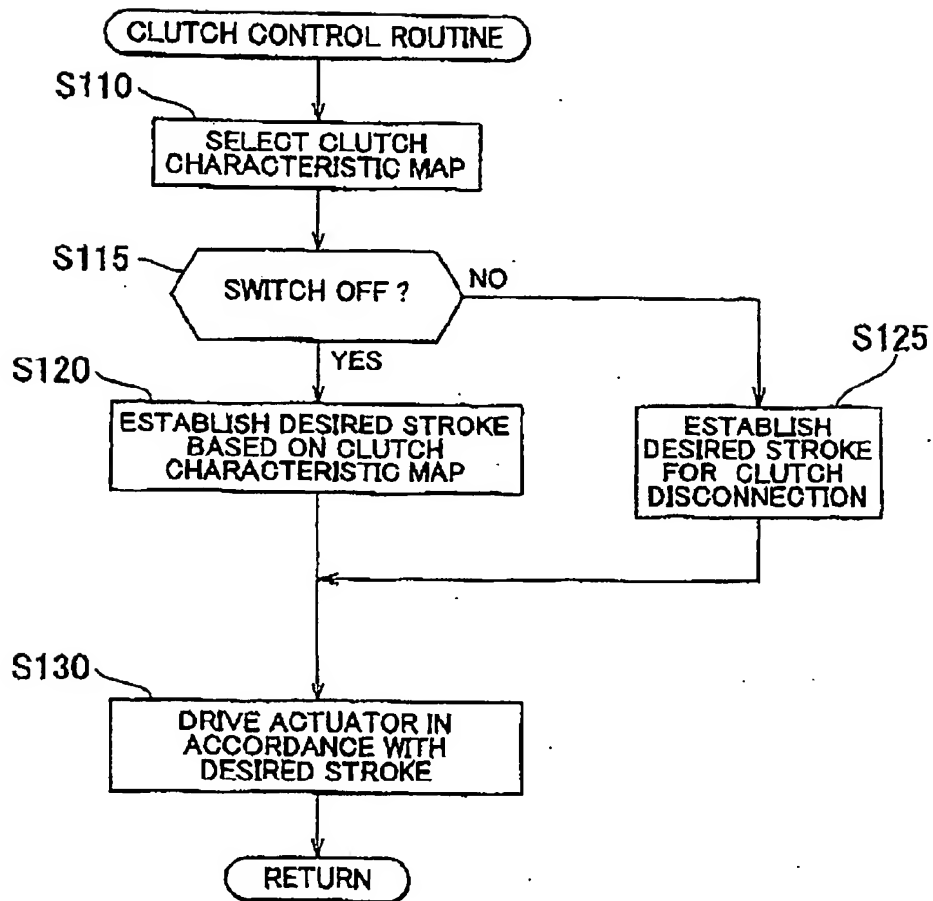 CLUTCH CONTROL ROUTINE
S110
SELECT CLUTCH
CHARACTERISTIC MAP
S115
SWITCH OFF ?
NO
YES
S120
ESTABLISH DESIRED STROKE
BASED ON CLUTCH
CHARACTERISTIC MAP
S125
ESTABLISH
DESIRED STROKE
FOR CLUTCH
DISCONNECTION
S130
DRIVE ACTUATOR IN
ACCORDANCE WITH
DESIRED STROKE
RETURN